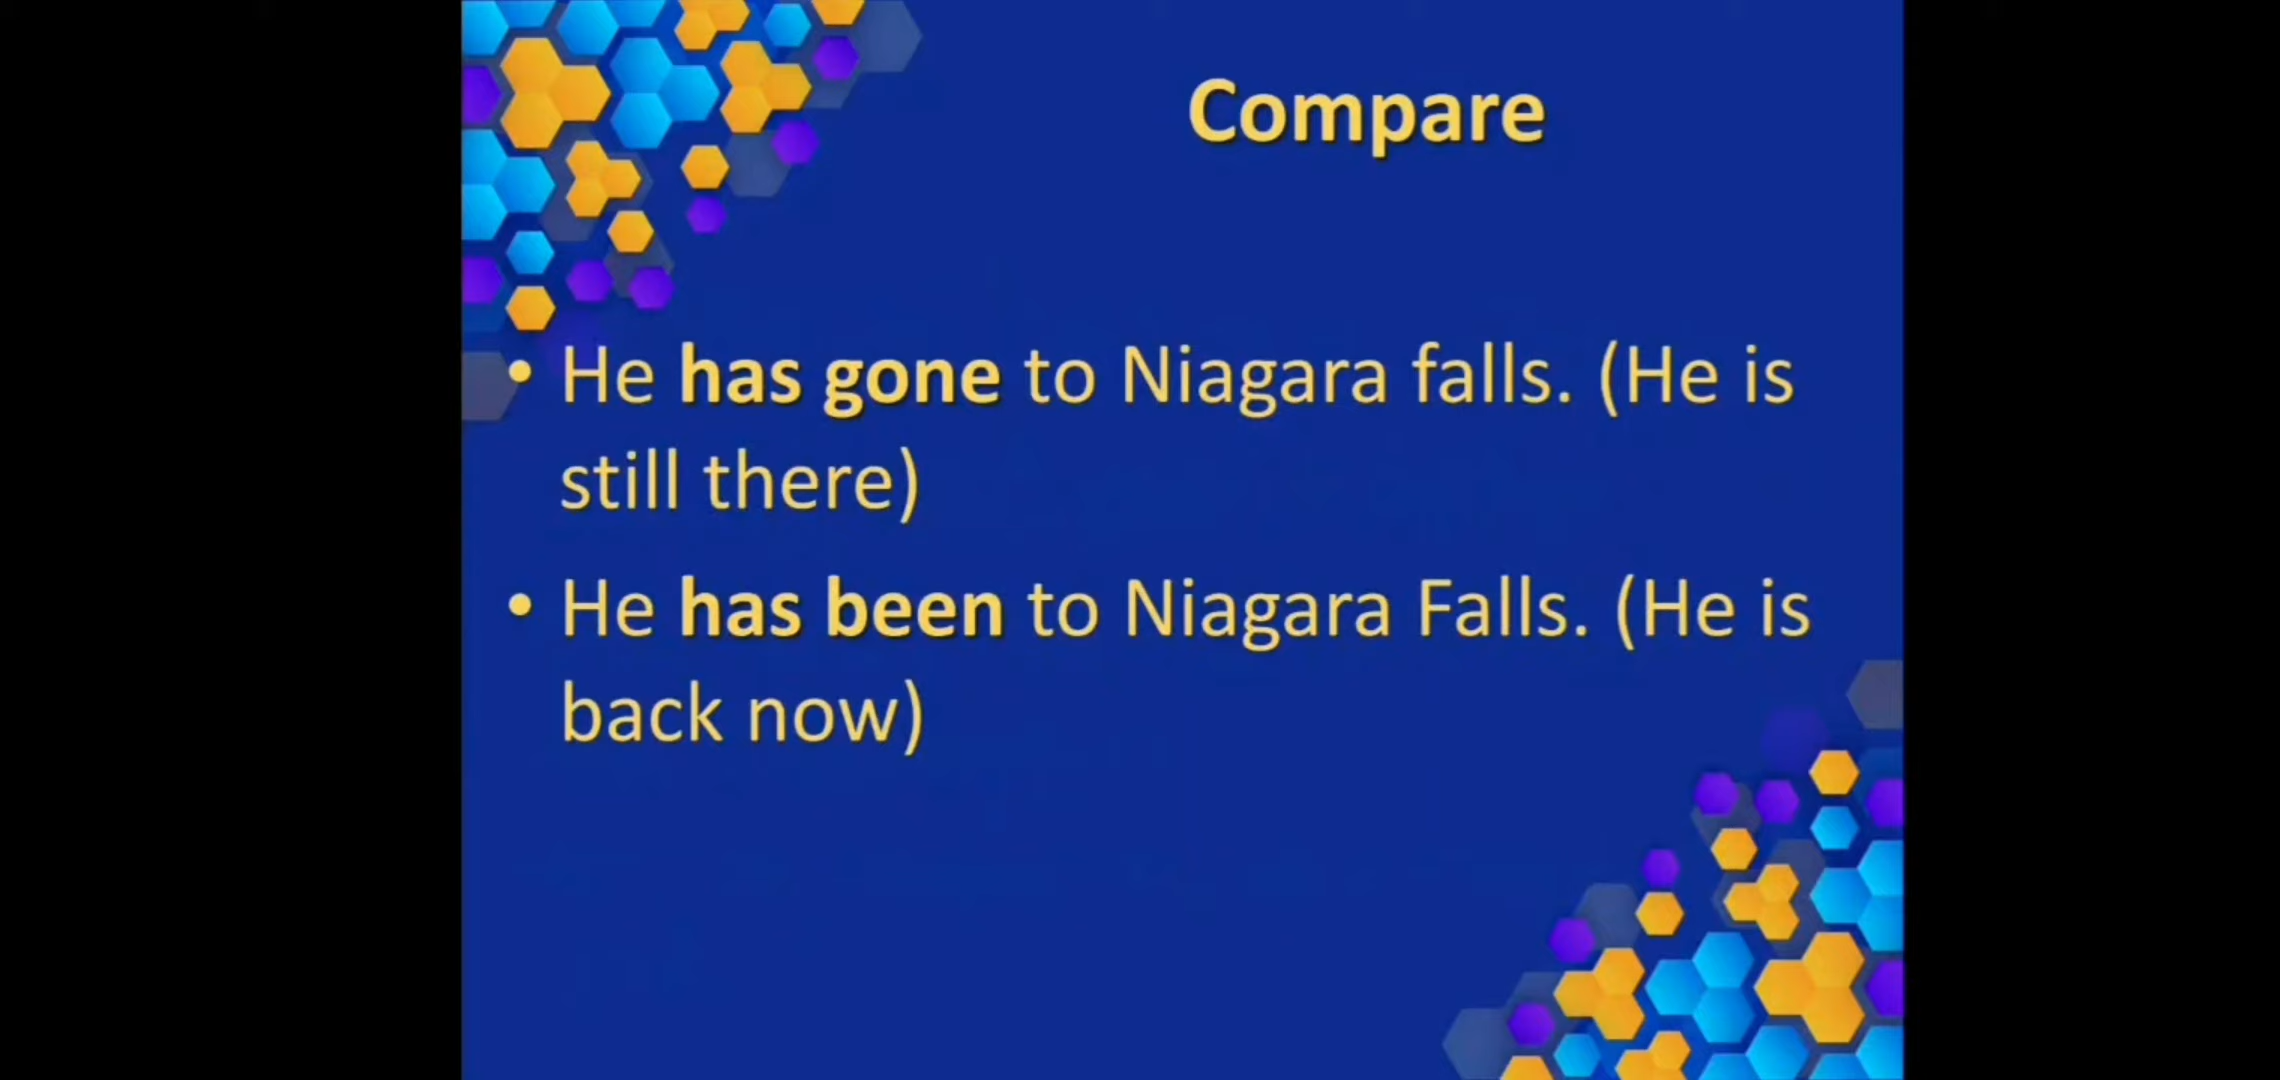 Compare
• He has gone to Niagara falls. (He is
still there)
• He has been to Niagara Falls. (He is
back now)